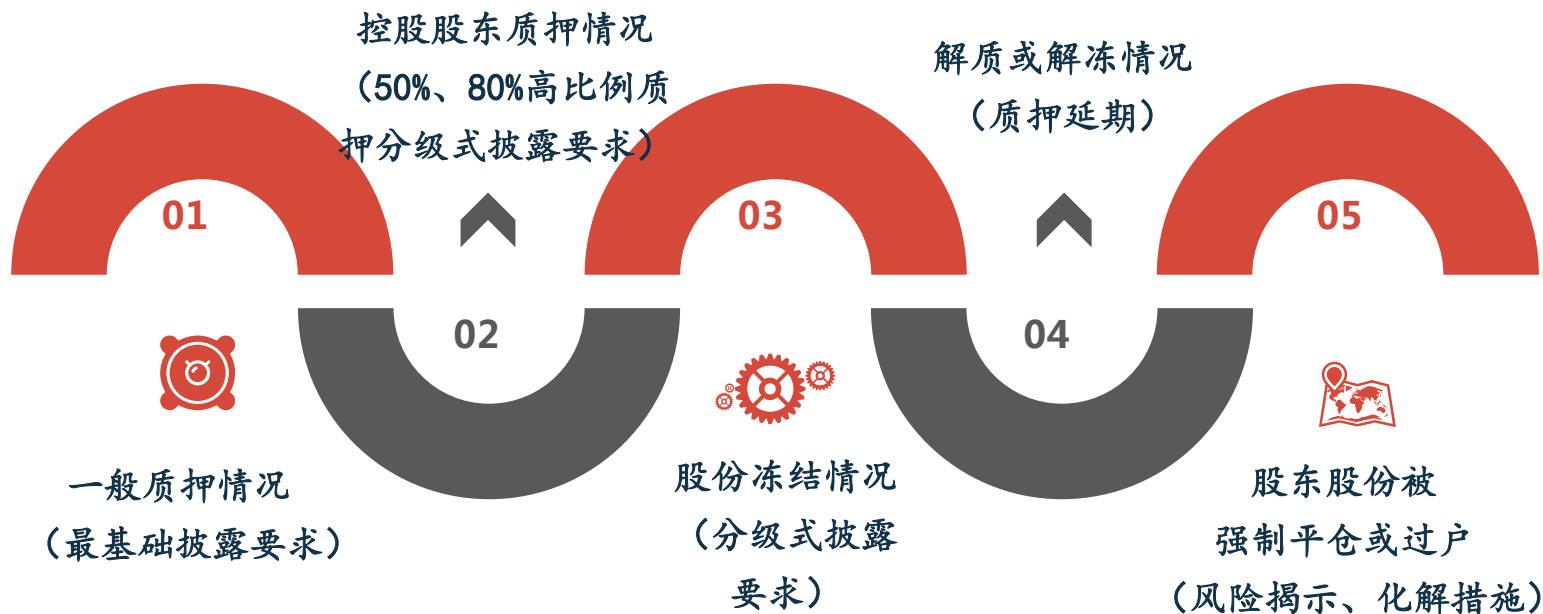 01
一般质押情况
（最基础披露要求）
控股股东质押情况
（50%、80%高比例质
押分级式披露要求）
02
03
股份冻结情况
（分级式披露
要求）
解质或解冻情况
（质押延期）
04
05
股东股份被
强制平仓或过户
（风险揭示、化解措施）